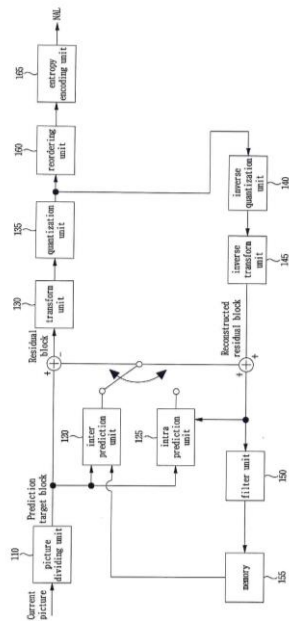 Current
picture
110
picture
dividing unit
Prediction
target block
120
inter
prediction
unit
125
intra
prediction
unit
+
-
Residual
block
130
transform
unit
135
quantization
unit
160
reordering
unit
165
entropy
encoding unit
NAL
140
inverse
quantization
unit
145
inverse
transform
unit
Reconstructed
residual block
+
+
150
filter unit
155
memory